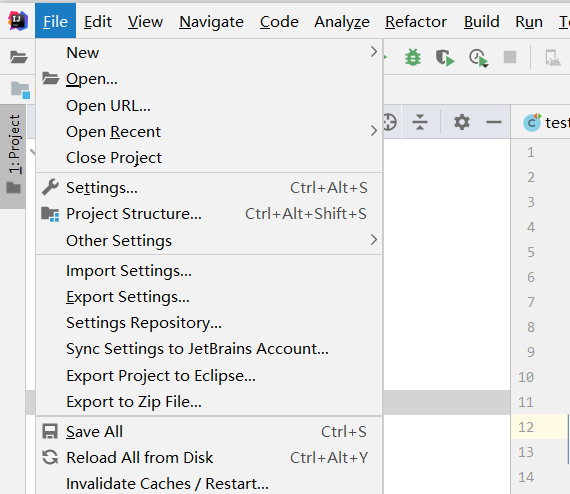 IJ File Edit View Navigate Code Analyze Refactor Build Run
New
Open...
Open URL...
Open Recent
Close Project
Settings... Ctrl+Alt+S
Project Structure... Ctrl+Alt+Shift+S
Other Settings
Import Settings...
Export Settings...
Settings Repository...
Sync Settings to JetBrains Account...
Export Project to Eclipse...
Export to Zip File...
Save All Ctrl+S
Reload All from Disk Ctrl+Alt+Y
Invalidate Caches / Restart...
1: Project
C test
1
2
3
4
5
6
7
8
9
10
11
12
13
14